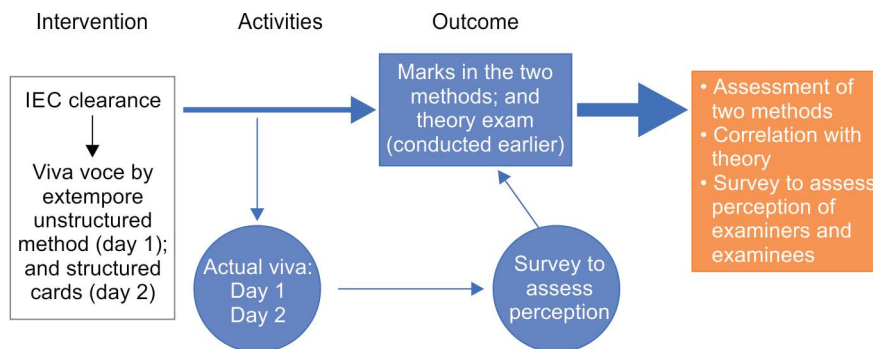 Intervention
Activities
Outcome
IEC clearance
Viva voce by
extempore
unstructured
method (day 1);
and structured
cards (day 2)
Actual viva:
Day 1
Day 2
Marks in the two
methods; and
theory exam
(conducted earlier)
Survey to
assess
perception
• Assessment of
two methods
• Correlation with
theory
• Survey to assess
perception of
examiners and
examinees